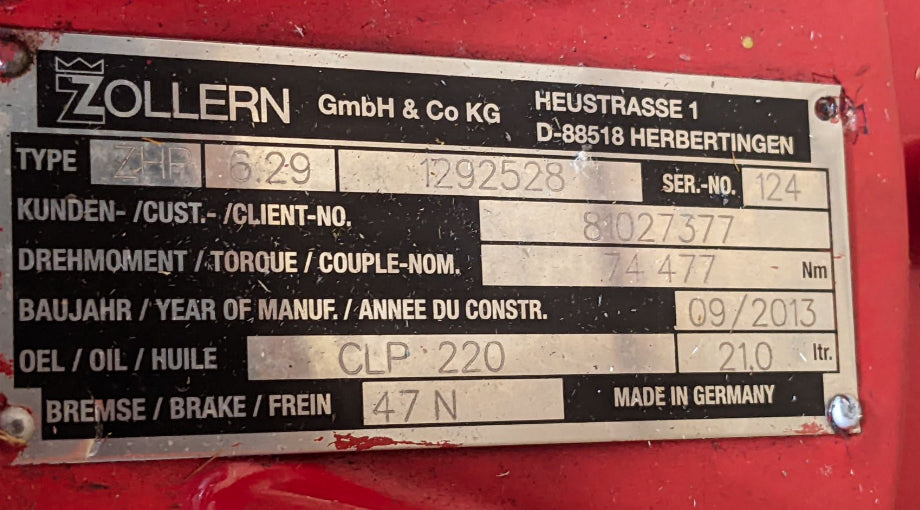 ZOLLERN GmbH & Co KG HEUSTRASSE 1
D-88518 HERBERTINGEN
TYPE ZHP 6.29 1292528 SER.-NO. 124
KUNDEN- /CUST.- /CLIENT-NO. 81027377
DREHMOMENT / TORQUE / COUPLE-NOM. 74 477 Nm
BAUJAHR / YEAR OF MANUF. / ANNEE DU CONSTR. 09/2013
OEL / OIL / HUILE CLP 220 21.0 ltr.
BREMSE / BRAKE / FREIN 47 N MADE IN GERMANY